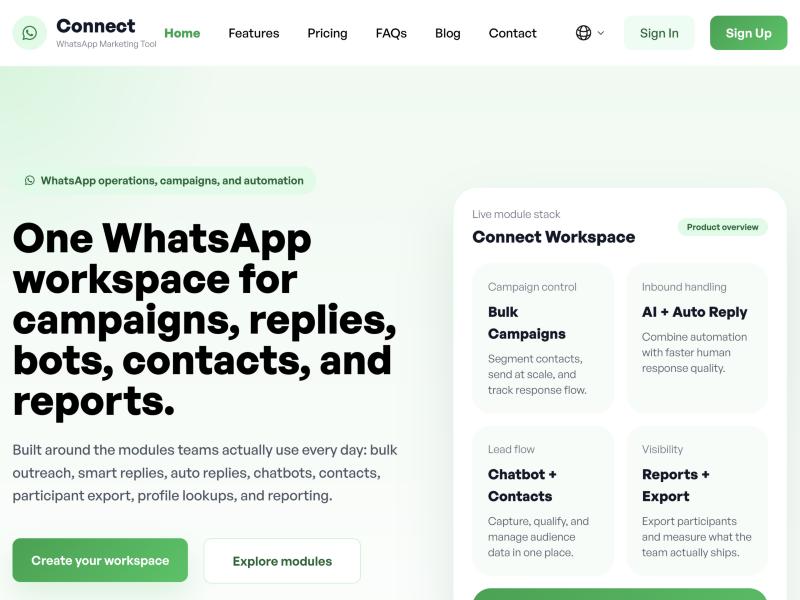 Connect
WhatsApp Marketing Tool
Home
Features
Pricing
FAQs
Blog
Contact
Sign In
Sign Up
WhatsApp operations, campaigns, and automation
One WhatsApp
workspace for
campaigns, replies,
bots, contacts, and
reports.
Built around the modules teams actually use every day: bulk
outreach, smart replies, auto replies, chatbots, contacts,
participant export, profile lookups, and reporting.
Create your workspace
Explore modules
Live module stack
Connect Workspace
Product overview
Campaign control
Bulk
Campaigns
Segment contacts,
send at scale, and
track response flow.
Inbound handling
AI + Auto Reply
Combine automation
with faster human
response quality.
Lead flow
Chatbot +
Contacts
Capture, qualify, and
manage audience
data in one place.
Visibility
Reports +
Export
Export participants
and measure what the
team actually ships.